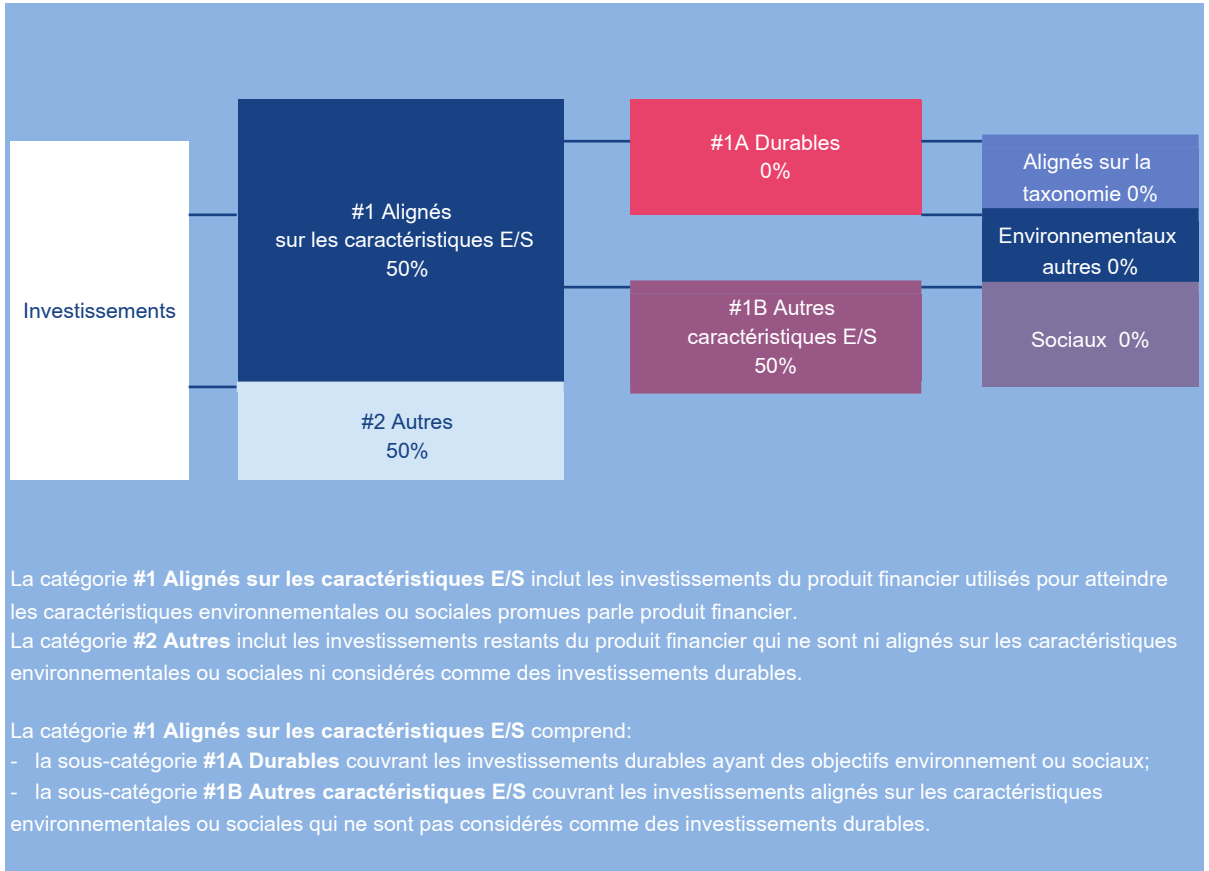 Investissements
#1 Alignés
sur les caractéristiques E/S
50%
#2 Autres
50%
#1A Durables
0%
#1B Autres
caractéristiques E/S
50%
Alignés sur la
taxonomie 0%
Environnementaux
autres 0%
Sociaux 0%
La catégorie #1 Alignés sur les caractéristiques E/S inclut les investissements du produit financier utilisés pour atteindre
les caractéristiques environnementales ou sociales promues parle produit financier.
La catégorie #2 Autres inclut les investissements restants du produit financier qui ne sont ni alignés sur les caractéristiques
environnementales ou sociales ni considérés comme des investissements durables.
La catégorie #1 Alignés sur les caractéristiques E/S comprend:
- la sous-catégorie #1A Durables couvrant les investissements durables ayant des objectifs environnement ou sociaux;
- la sous-catégorie #1B Autres caractéristiques E/S couvrant les investissements alignés sur les caractéristiques
environnementales ou sociales qui ne sont pas considérés comme des investissements durables.